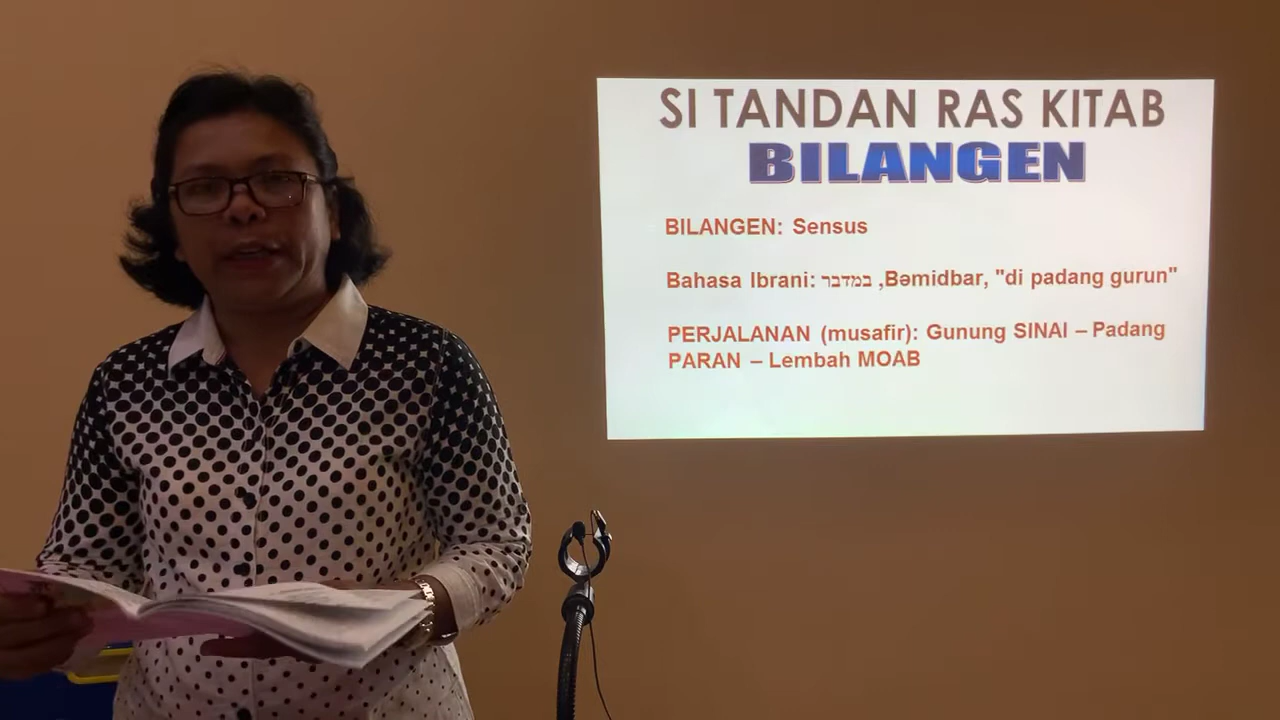 SI TANDAN RAS KITAB
BILANGEN
BILANGEN: Sensus
Bahasa Ibrani: במדבר ,Bəmidbar, "di padang gurun"
PERJALANAN (musafir): Gunung SINAI – Padang
PARAN – Lembah MOAB